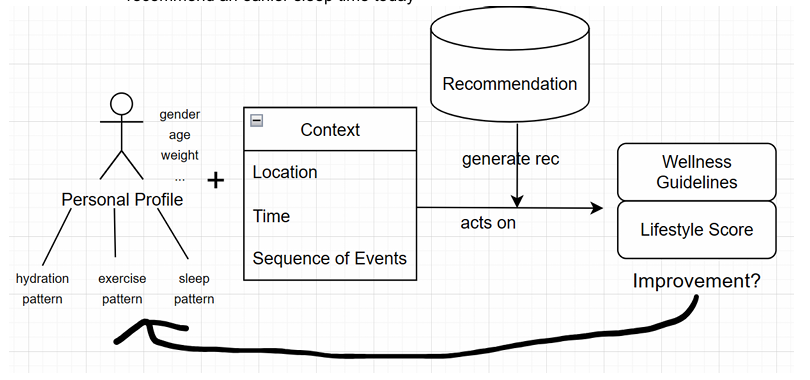 recommend an earlier sleep time today
Recommendation
gender
age
weight
...
Personal Profile
+
hydration
pattern
exercise
pattern
sleep
pattern
Context
Location
Time
Sequence of Events
generate rec
acts on
Wellness
Guidelines
Lifestyle Score
Improvement?